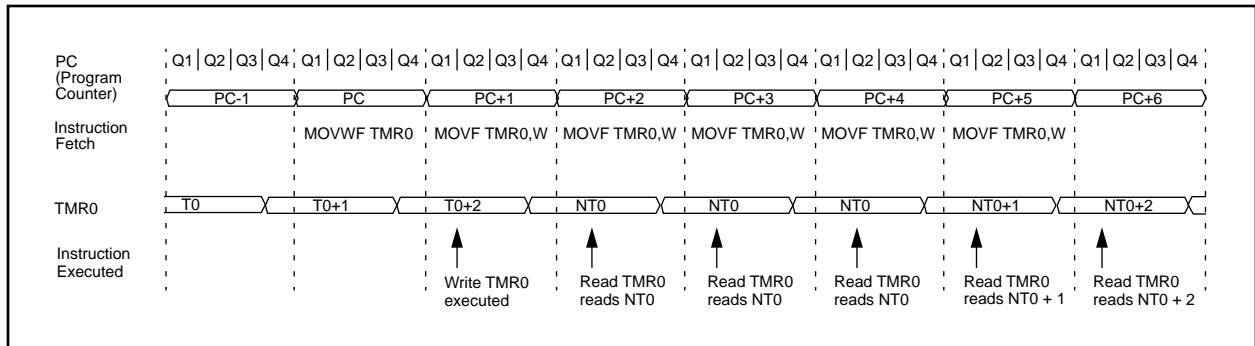 PC
(Program
Counter)
Q1 Q2 Q3 Q4 Q1 Q2 Q3 Q4 Q1 Q2 Q3 Q4 Q1 Q2 Q3 Q4 Q1 Q2 Q3 Q4 Q1 Q2 Q3 Q4 Q1 Q2 Q3 Q4 Q1 Q2 Q3 Q4
PC-1 PC PC+1 PC+2 PC+3 PC+4 PC+5 PC+6
Instruction
Fetch
MOVWF TMR0 MOVF TMR0,W MOVF TMR0,W MOVF TMR0,W MOVF TMR0,W MOVF TMR0,W
TMR0
T0 T0+1 T0+2 NT0 NT0 NT0 NT0+1 NT0+2
Instruction
Executed
Write TMR0
executed
Read TMR0
reads NT0
Read TMR0
reads NT0
Read TMR0
reads NT0
Read TMR0
reads NT0 + 1
Read TMR0
reads NT0 + 2